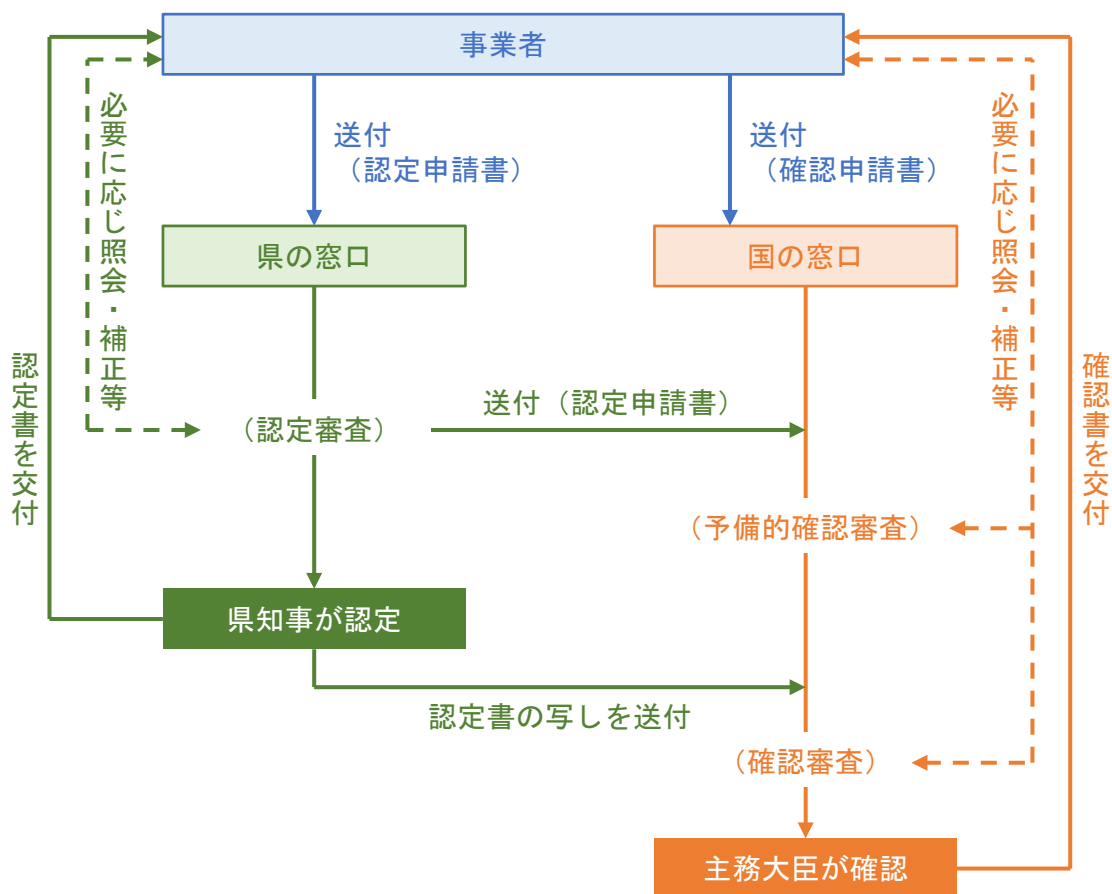 事業者
送付
（認定申請書）
送付
（確認申請書）
必要に応じ照会・補正等
必要に応じ照会・補正等
県の窓口
国の窓口
認定書を交付
確認書を交付
（認定審査）
送付（認定申請書）
（予備的確認審査）
県知事が認定
認定書の写しを送付
（確認審査）
主務大臣が確認